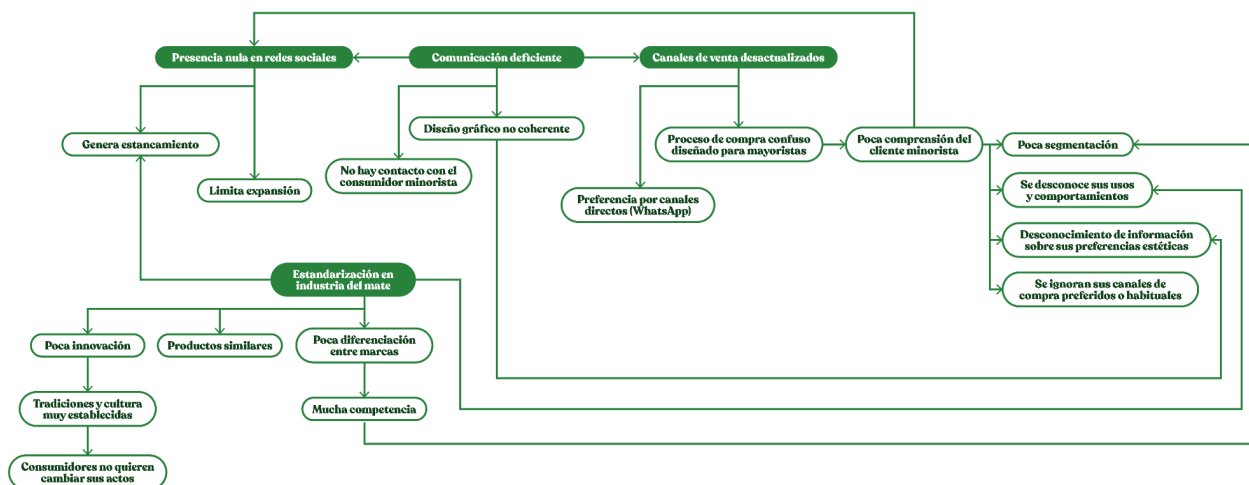 Presencia nula en redes sociales
Comunicación deficiente
Canales de venta desactualizados
Genera estancamiento
Diseño gráfico no coherente
Proceso de compra confuso
diseñado para mayoristas
Poca comprensión del
cliente minorista
Poca segmentación
Limita expansión
No hay contacto con el
consumidor minorista
Preferencia por canales
directos (WhatsApp)
Se desconoce sus usos
y comportamientos
Desconocimiento de información
sobre sus preferencias estéticas
Se ignoran sus canales de
compra preferidos o habituales
Estandarización en
industria del mate
Poca innovación
Productos similares
Poca diferenciación
entre marcas
Tradiciones y cultura
muy establecidas
Mucha competencia
Consumidores no quieren
cambiar sus actos